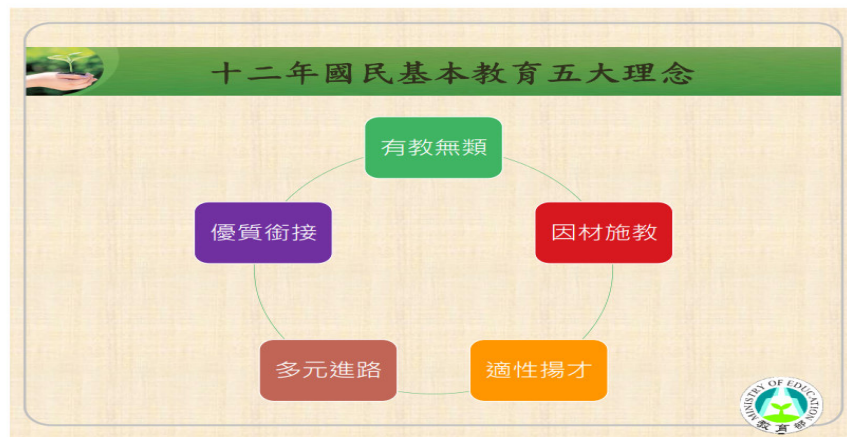 十二年國民基本教育五大理念
有教無類
優質銜接
因材施教
多元進路
適性揚才
MINISTRY OF EDUCATION
教育部